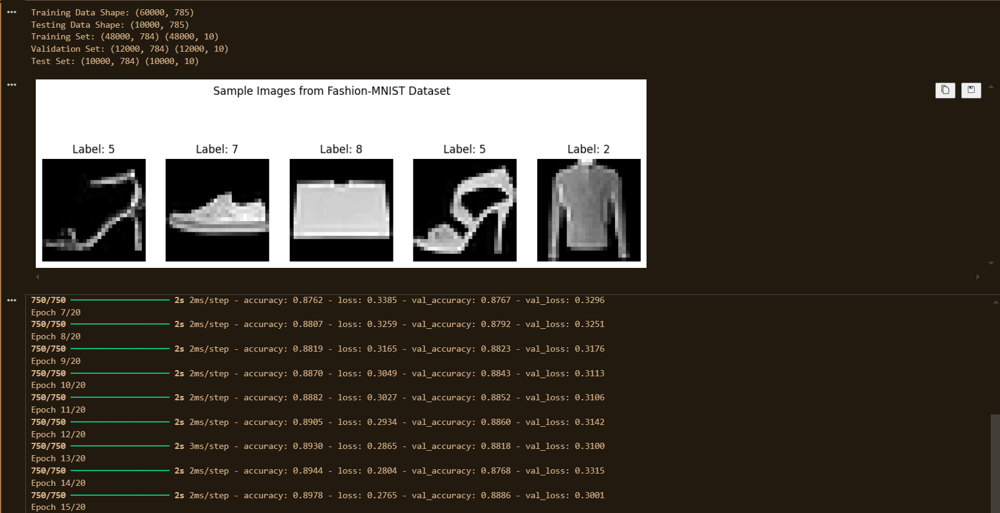 Training Data Shape: (60000, 785)
Testing Data Shape: (10000, 785)
Training Set: (48000, 784) (48000, 10)
Validation Set: (12000, 784) (12000, 10)
Test Set: (10000, 784) (10000, 10)
Sample Images from Fashion-MNIST Dataset
Label: 5 Label: 7 Label: 8 Label: 5 Label: 2
750/750 ━━━━━━━━━━━━━━━━━━━━ 2s 2ms/step - accuracy: 0.8762 - loss: 0.3385 - val_accuracy: 0.8767 - val_loss: 0.3296
Epoch 7/20
750/750 ━━━━━━━━━━━━━━━━━━━━ 2s 2ms/step - accuracy: 0.8807 - loss: 0.3259 - val_accuracy: 0.8792 - val_loss: 0.3251
Epoch 8/20
750/750 ━━━━━━━━━━━━━━━━━━━━ 2s 2ms/step - accuracy: 0.8819 - loss: 0.3165 - val_accuracy: 0.8823 - val_loss: 0.3176
Epoch 9/20
750/750 ━━━━━━━━━━━━━━━━━━━━ 2s 2ms/step - accuracy: 0.8870 - loss: 0.3049 - val_accuracy: 0.8843 - val_loss: 0.3113
Epoch 10/20
750/750 ━━━━━━━━━━━━━━━━━━━━ 2s 2ms/step - accuracy: 0.8882 - loss: 0.3027 - val_accuracy: 0.8852 - val_loss: 0.3106
Epoch 11/20
750/750 ━━━━━━━━━━━━━━━━━━━━ 2s 2ms/step - accuracy: 0.8905 - loss: 0.2934 - val_accuracy: 0.8860 - val_loss: 0.3142
Epoch 12/20
750/750 ━━━━━━━━━━━━━━━━━━━━ 2s 3ms/step - accuracy: 0.8930 - loss: 0.2865 - val_accuracy: 0.8818 - val_loss: 0.3100
Epoch 13/20
750/750 ━━━━━━━━━━━━━━━━━━━━ 2s 2ms/step - accuracy: 0.8944 - loss: 0.2804 - val_accuracy: 0.8768 - val_loss: 0.3315
Epoch 14/20
750/750 ━━━━━━━━━━━━━━━━━━━━ 2s 2ms/step - accuracy: 0.8978 - loss: 0.2765 - val_accuracy: 0.8886 - val_loss: 0.3001
Epoch 15/20